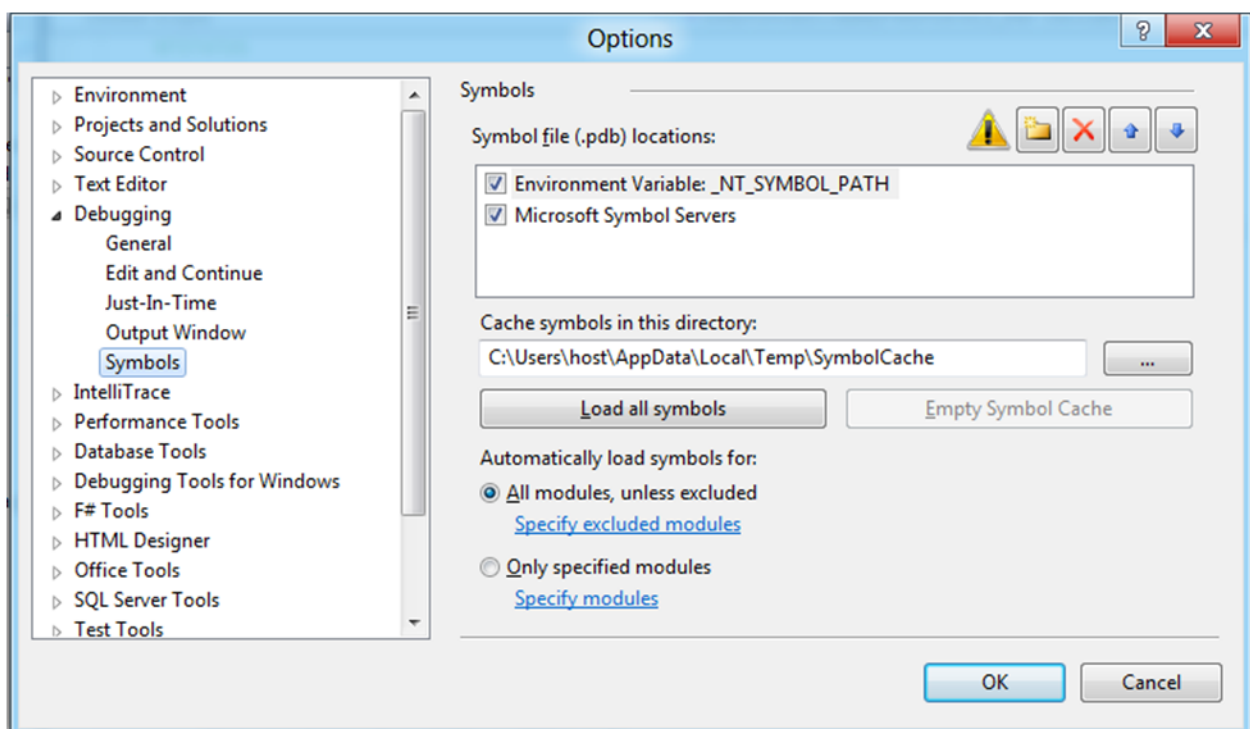 Options
?
X
Environment
Projects and Solutions
Source Control
Text Editor
Debugging
General
Edit and Continue
Just-In-Time
Output Window
Symbols
IntelliTrace
Performance Tools
Database Tools
Debugging Tools for Windows
F# Tools
HTML Designer
Office Tools
SQL Server Tools
Test Tools
Symbols
Symbol file (.pdb) locations:
Environment Variable: _NT_SYMBOL_PATH
Microsoft Symbol Servers
Cache symbols in this directory:
C:\Users\host\AppData\Local\Temp\SymbolCache
...
Load all symbols
Empty Symbol Cache
Automatically load symbols for:
All modules, unless excluded
Specify excluded modules
Only specified modules
Specify modules
OK
Cancel